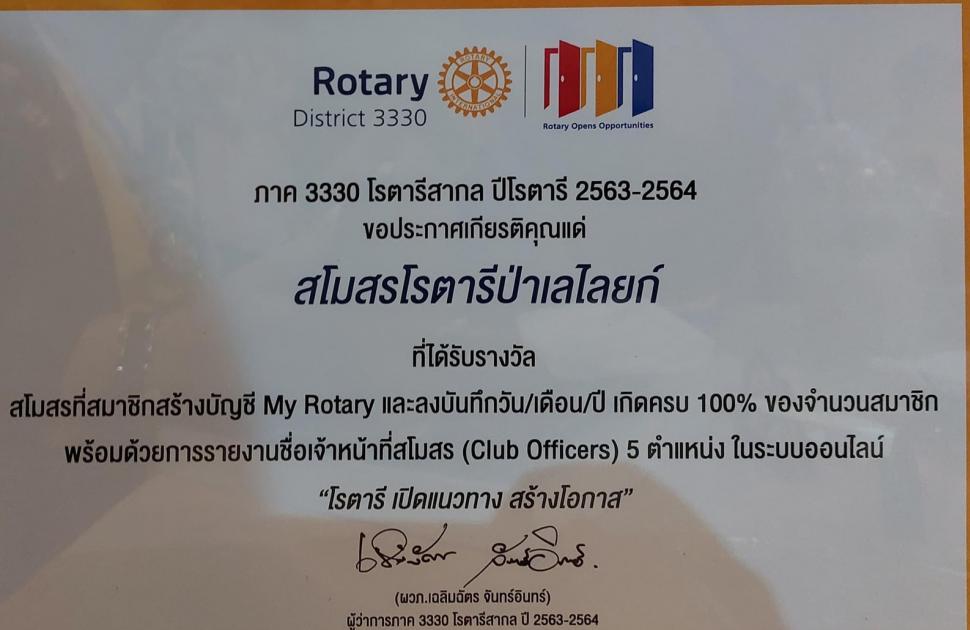 Rotary
District 3330
ROTARY
INTERNATIONAL
Rotary Opens Opportunities
ภาค 3330 โรตารีสากล ปีโรตารี 2563-2564
ขอประกาศเกียรติคุณแด่
สโมสรโรตารีป่าเลไลยก์
ที่ได้รับรางวัล
สโมสรที่สมาชิกสร้างบัญชี My Rotary และลงบันทึกวัน/เดือน/ปี เกิดครบ 100% ของจำนวนสมาชิก
พร้อมด้วยการรายงานชื่อเจ้าหน้าที่สโมสร (Club Officers) 5 ตำแหน่ง ในระบบออนไลน์
“โรตารี เปิดแนวทาง สร้างโอกาส”
(ผวภ.เฉลิมฉัตร จันทร์อินทร์)
ผู้ว่าการภาค 3330 โรตารีสากล ปี 2563-2564